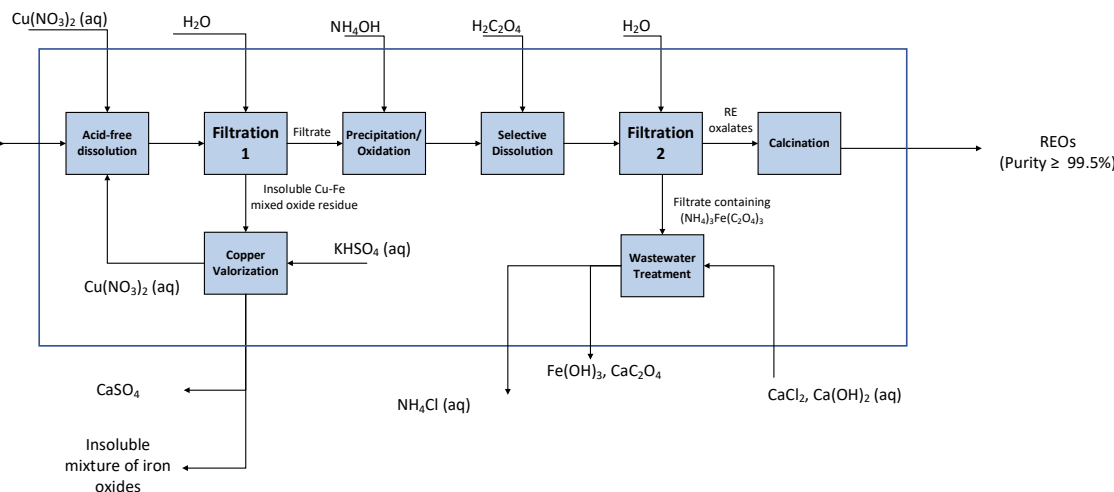 Cu(NO₃)₂ (aq)
H₂O
NH₄OH
H₂C₂O₄
H₂O
Acid-free
dissolution
Filtration
1
Filtrate
Precipitation/
Oxidation
Selective
Dissolution
Filtration
2
RE
oxalates
Calcination
REOs
(Purity ≥ 99.5%)
Insoluble Cu-Fe
mixed oxide residue
Filtrate containing
(NH₄)₃Fe(C₂O₄)₃
Copper
Valorization
KHSO₄ (aq)
Wastewater
Treatment
Cu(NO₃)₂ (aq)
CaSO₄
Fe(OH)₃, CaC₂O₄
NH₄Cl (aq)
CaCl₂, Ca(OH)₂ (aq)
Insoluble
mixture of iron
oxides